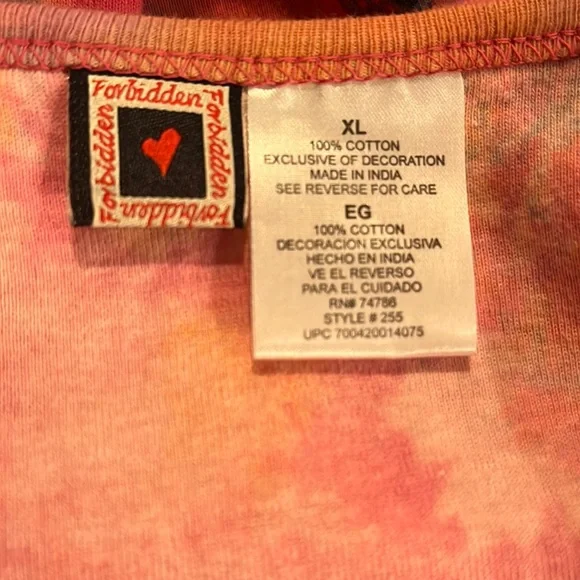 Forbidden
Forbidden
Forbidden
Forbidden
XL
100% COTTON
EXCLUSIVE OF DECORATION
MADE IN INDIA
SEE REVERSE FOR CARE
EG
100% COTTON
DECORACION EXCLUSIVA
HECHO EN INDIA
VE EL REVERSO
PARA EL CUIDADO
RN# 74786
STYLE # 255
UPC 700420014075